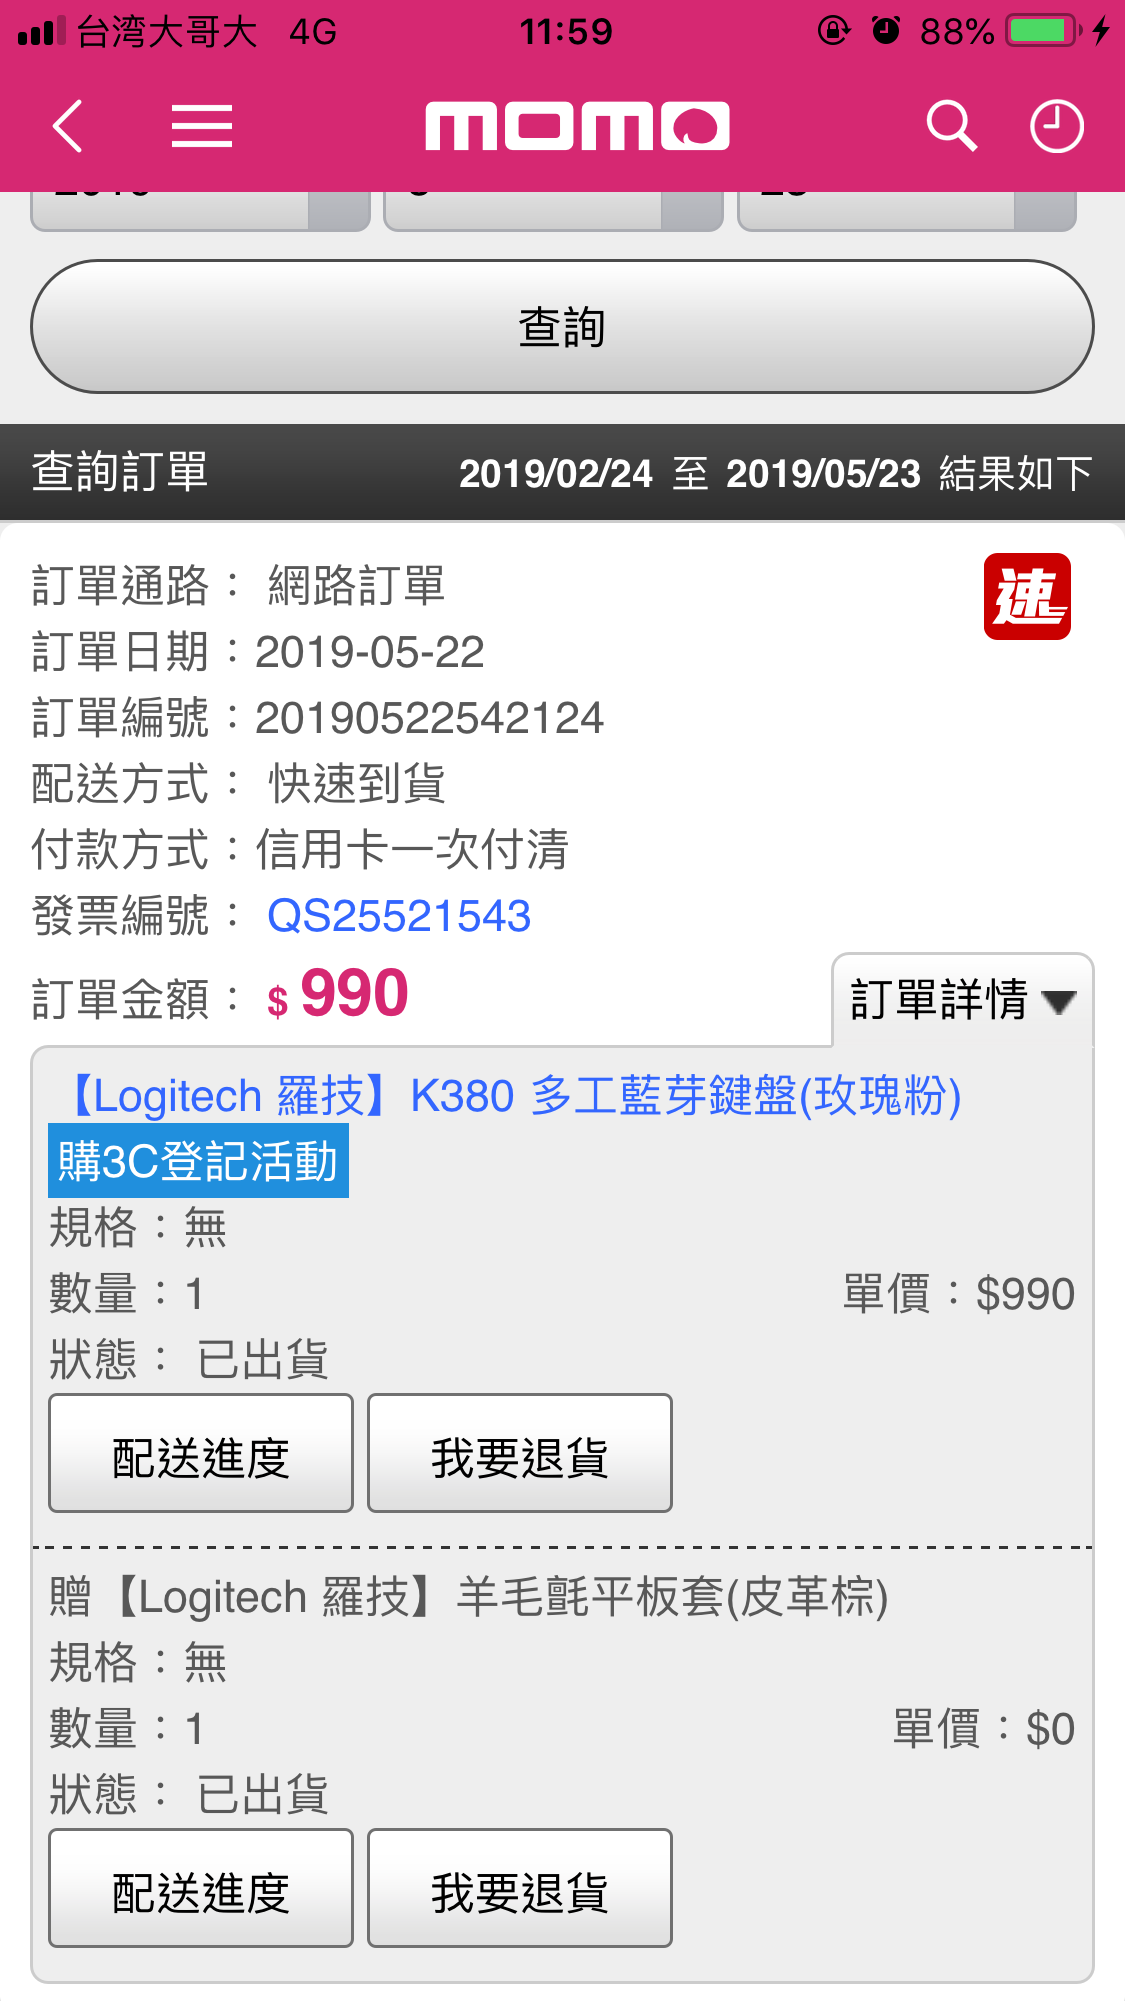 台湾大哥大 4G 11:59 88%
momo
查詢
查詢訂單 2019/02/24 至 2019/05/23 結果如下
訂單通路： 網路訂單
速
訂單日期：2019-05-22
訂單編號：20190522542124
配送方式： 快速到貨
付款方式：信用卡一次付清
發票編號： QS25521543
訂單金額： $ 990
訂單詳情
【Logitech 羅技】K380 多工藍芽鍵盤(玫瑰粉)
購3C登記活動
規格：無
數量：1 單價：$990
狀態： 已出貨
配送進度 我要退貨
贈【Logitech 羅技】羊毛氈平板套(皮革棕)
規格：無
數量：1 單價：$0
狀態： 已出貨
配送進度 我要退貨